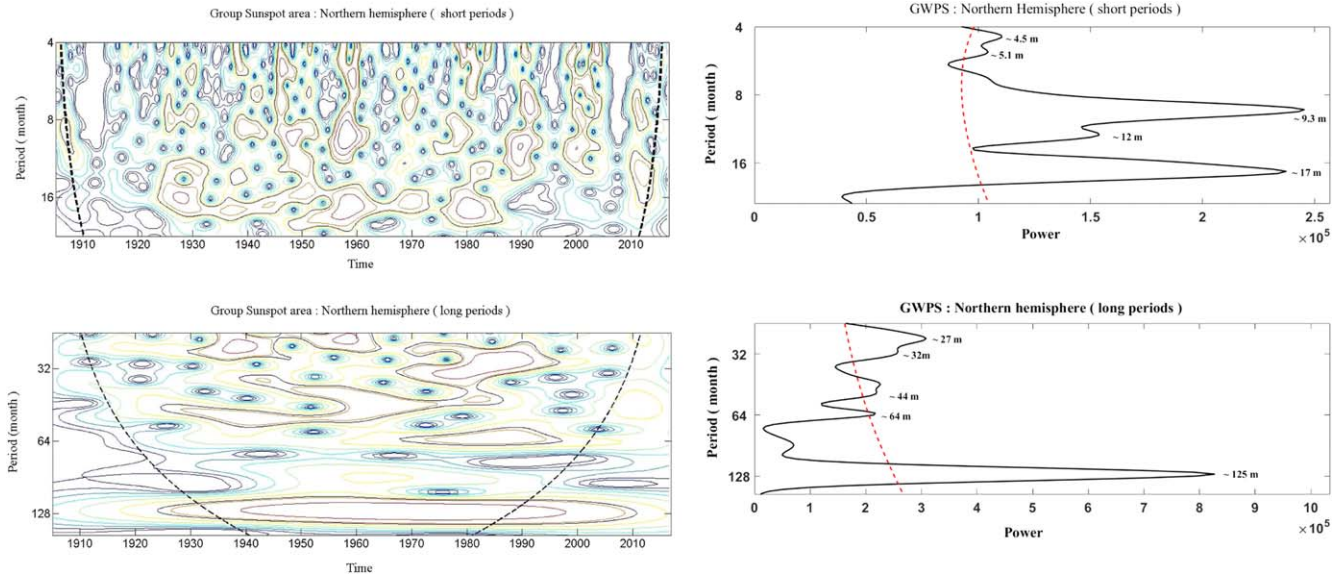 Group Sunspot area : Northern hemisphere ( short periods )
Period ( month )
4
8
16
1910 1920 1930 1940 1950 1960 1970 1980 1990 2000 2010
Time
GWPS : Northern Hemisphere ( short periods )
Period ( month )
4
8
16
~ 4.5 m
~ 5.1 m
~ 9.3 m
~ 12 m
~ 17 m
0 0.5 1 1.5 2 2.5
Power
× 10⁵
Group Sunspot area : Northern hemisphere ( long periods )
Period (month )
32
64
128
1910 1920 1930 1940 1950 1960 1970 1980 1990 2000 2010
Time
GWPS : Northern hemisphere ( long periods )
Period ( month )
32
64
128
~ 27 m
~ 32m
~ 44 m
~ 64 m
~ 125 m
0 1 2 3 4 5 6 7 8 9 10
Power
× 10⁵